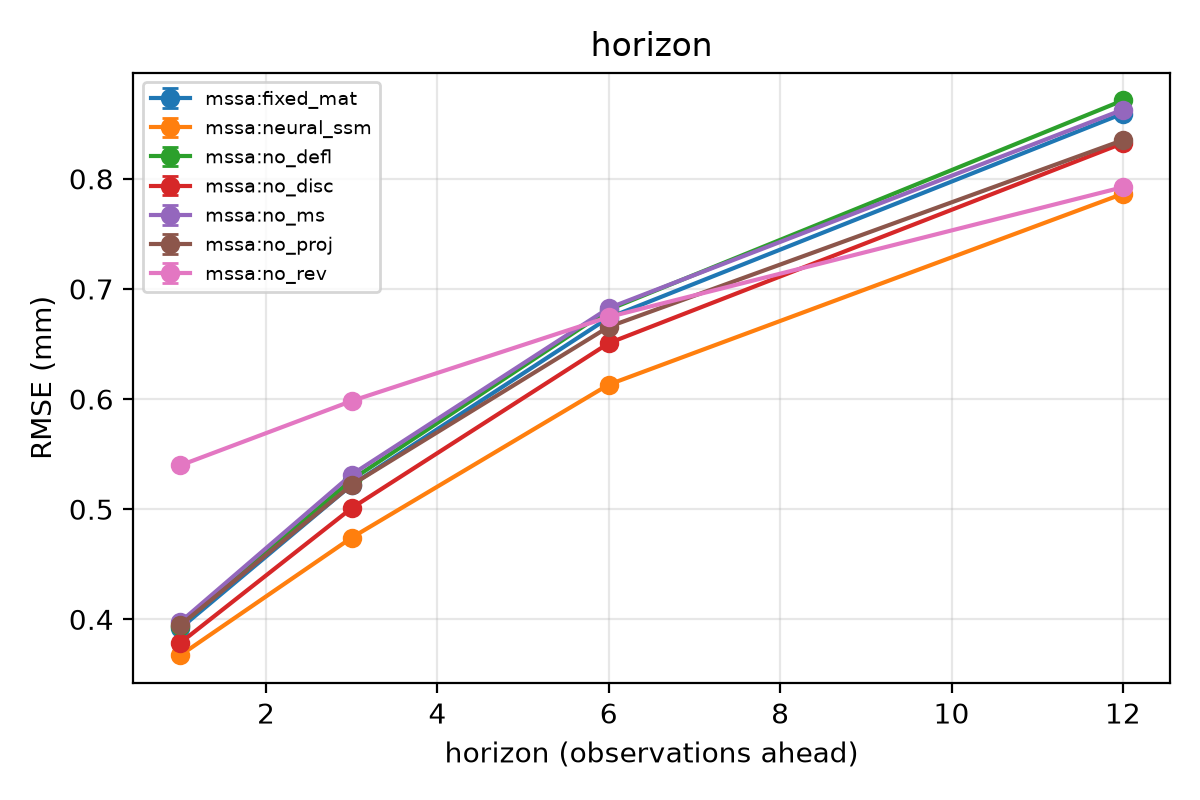 horizon
mssa:fixed_mat
mssa:neural_ssm
mssa:no_defl
mssa:no_disc
mssa:no_ms
mssa:no_proj
mssa:no_rev
RMSE (mm)
0.8
0.7
0.6
0.5
0.4
2 4 6 8 10 12
horizon (observations ahead)